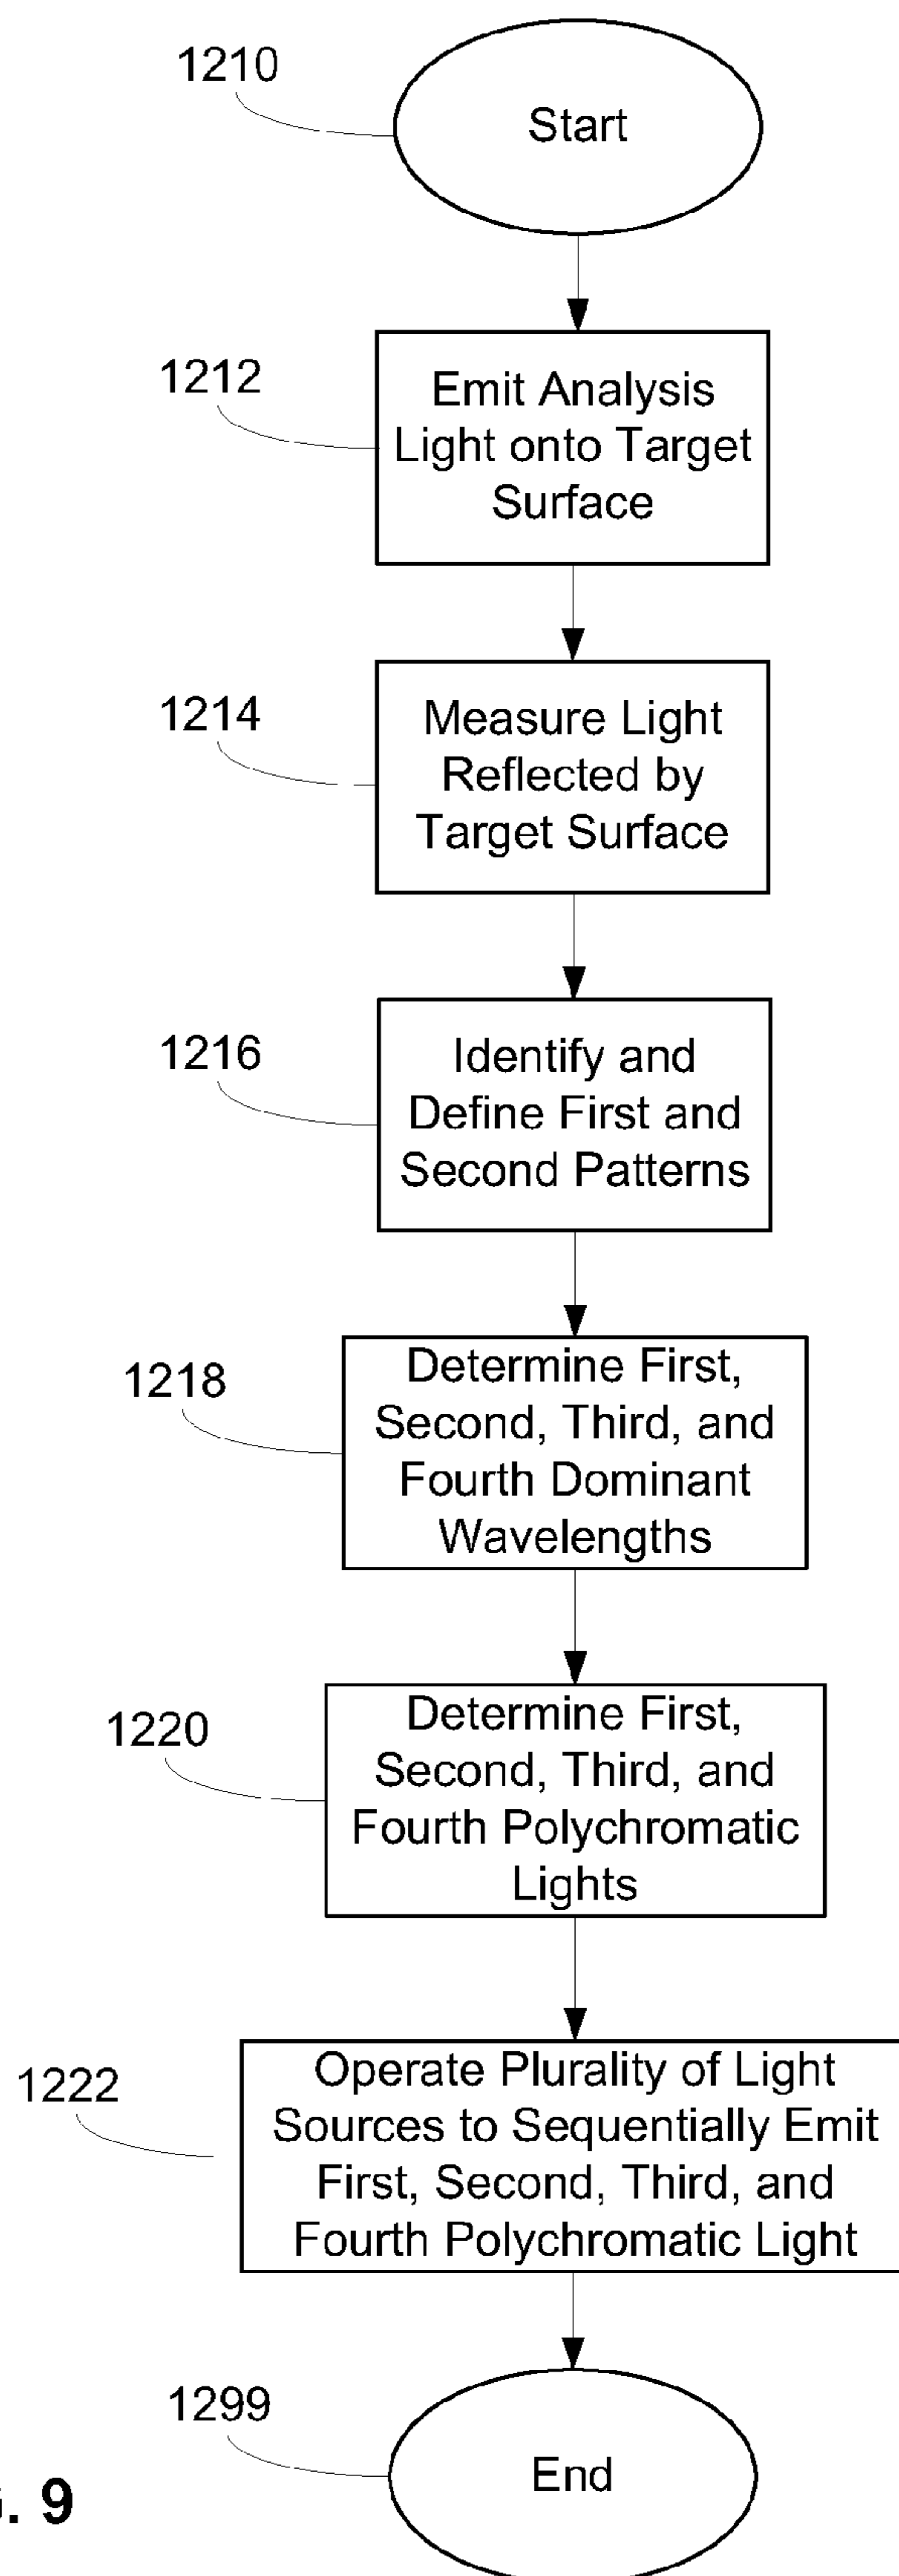 1210
Start
1212
Emit Analysis
Light onto Target
Surface
1214
Measure Light
Reflected by
Target Surface
1216
Identify and
Define First and
Second Patterns
1218
Determine First,
Second, Third, and
Fourth Dominant
Wavelengths
1220
Determine First,
Second, Third, and
Fourth Polychromatic
Lights
1222
Operate Plurality of Light
Sources to Sequentially Emit
First, Second, Third, and
Fourth Polychromatic Light
1299
End
. 9